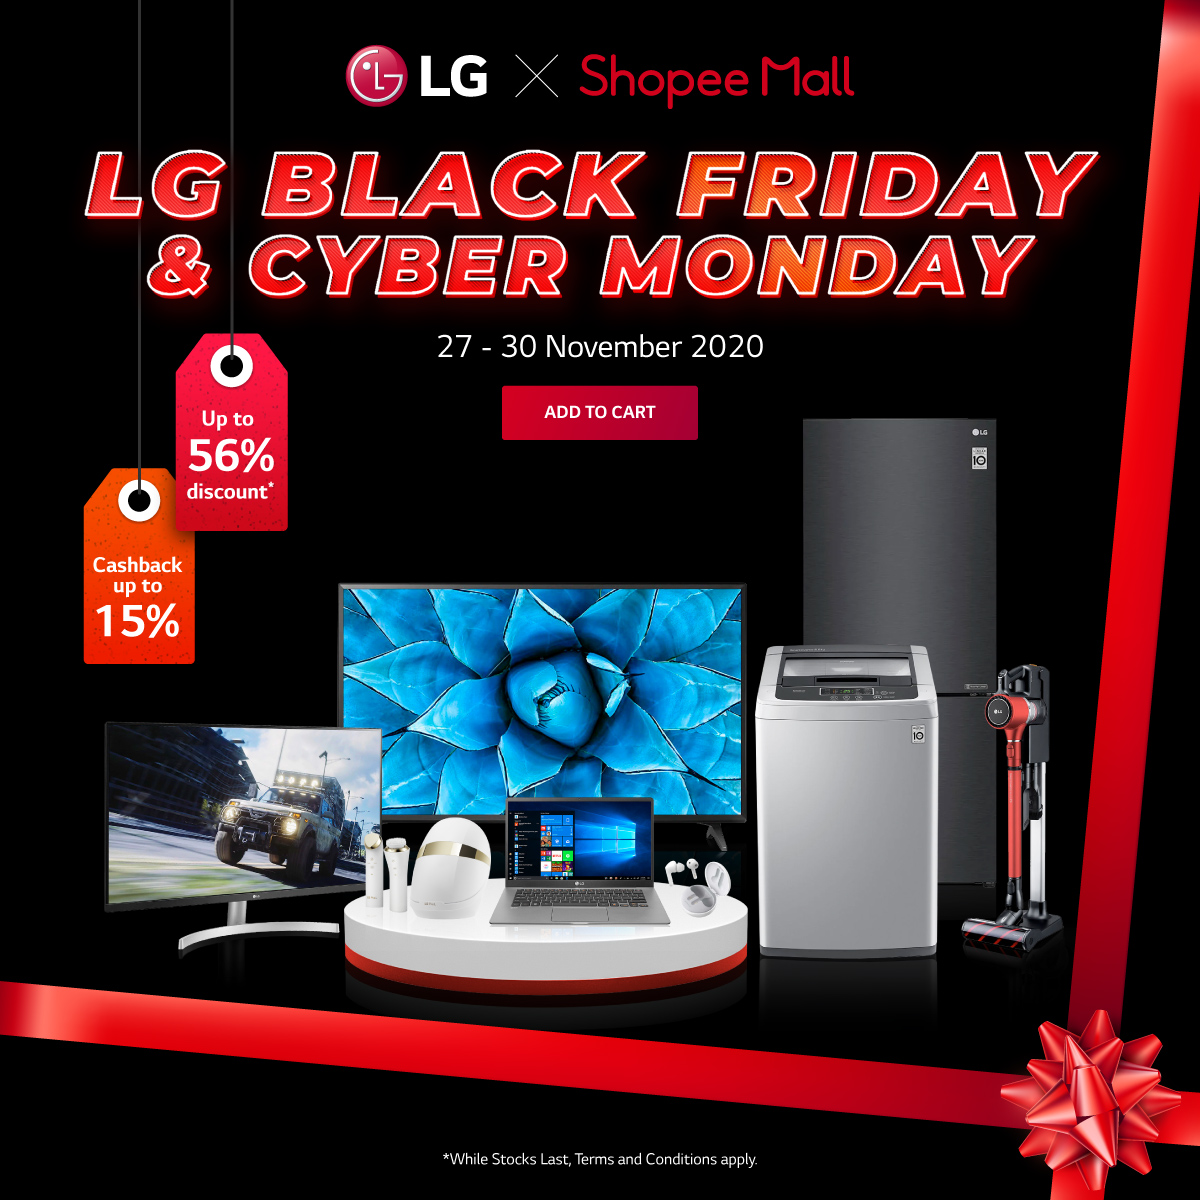 LG
Shopee Mall
LG BLACK FRIDAY
& CYBER MONDAY
27 - 30 November 2020
ADD TO CART
Up to
56%
discount*
Cashback
up to
15%
LG
LG
*While Stocks Last, Terms and Conditions apply.